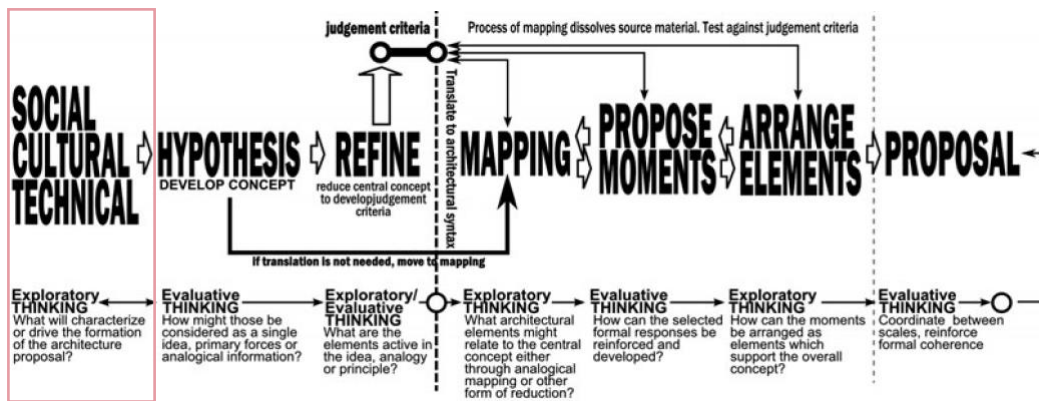 judgement criteria
Process of mapping dissolves source material. Test against judgement criteria
Translate to architectural syntax
SOCIAL
CULTURAL
TECHNICAL
HYPOTHESIS
DEVELOP CONCEPT
REFINE
reduce central concept
to developjudgement
criteria
MAPPING
PROPOSE
MOMENTS
ARRANGE
ELEMENTS
PROPOSAL
If translation is not needed, move to mapping
Exploratory
THINKING
What will characterize
or drive the formation
of the architecture
proposal?
Evaluative
THINKING
How might those be
considered as a single
idea, primary forces or
analogical information?
Exploratory/
Evaluative
THINKING
What are the
elements active in
the idea, analogy
or principle?
Exploratory
THINKING
What architectural
elements might
relate to the central
concept either
through analogical
mapping or other
form of reduction?
Evaluative
THINKING
How can the selected
formal responses be
reinforced and
developed?
Exploratory
THINKING
How can the moments
be arranged as
elements which
support the overall
concept?
Evaluative
THINKING
Coordinate between
scales, reinforce
formal coherence